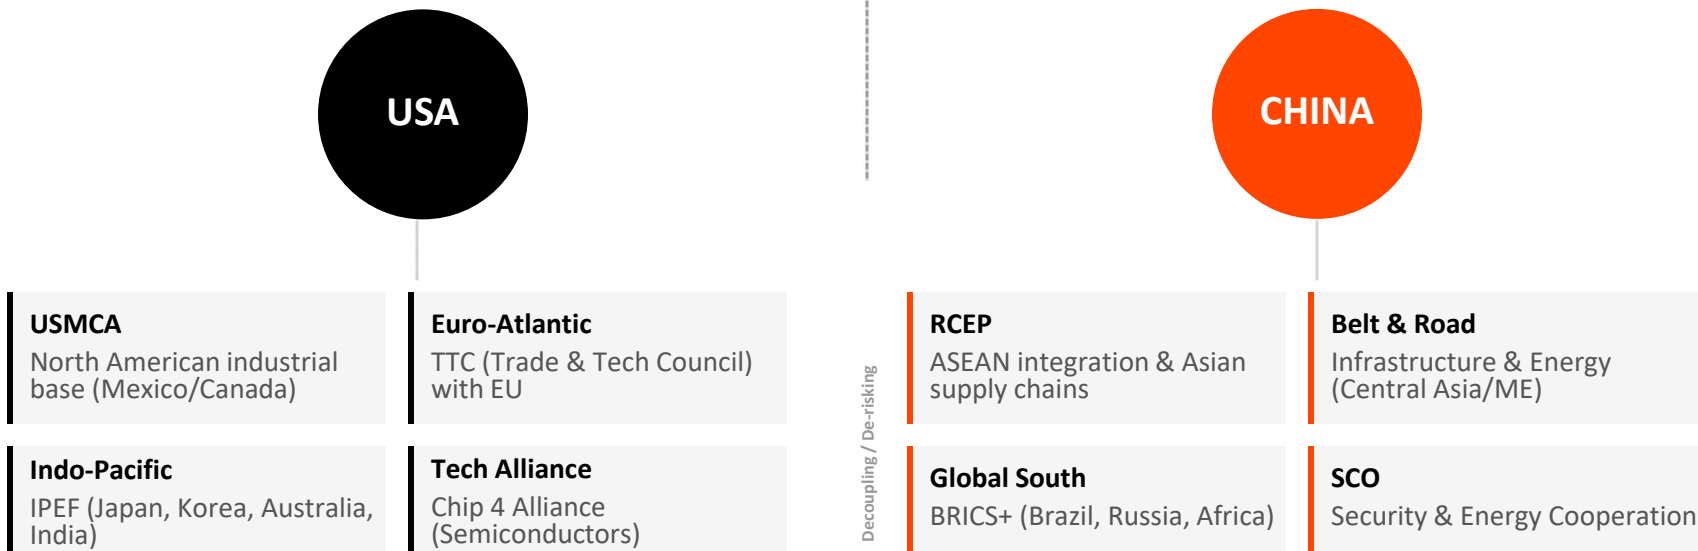 USA
CHINA
USMCA
North American industrial
base (Mexico/Canada)
Euro-Atlantic
TTC (Trade & Tech Council)
with EU
Indo-Pacific
IPEF (Japan, Korea, Australia,
India)
Tech Alliance
Chip 4 Alliance
(Semiconductors)
Decoupling / De-risking
RCEP
ASEAN integration & Asian
supply chains
Belt & Road
Infrastructure & Energy
(Central Asia/ME)
Global South
BRICS+ (Brazil, Russia, Africa)
SCO
Security & Energy Cooperation